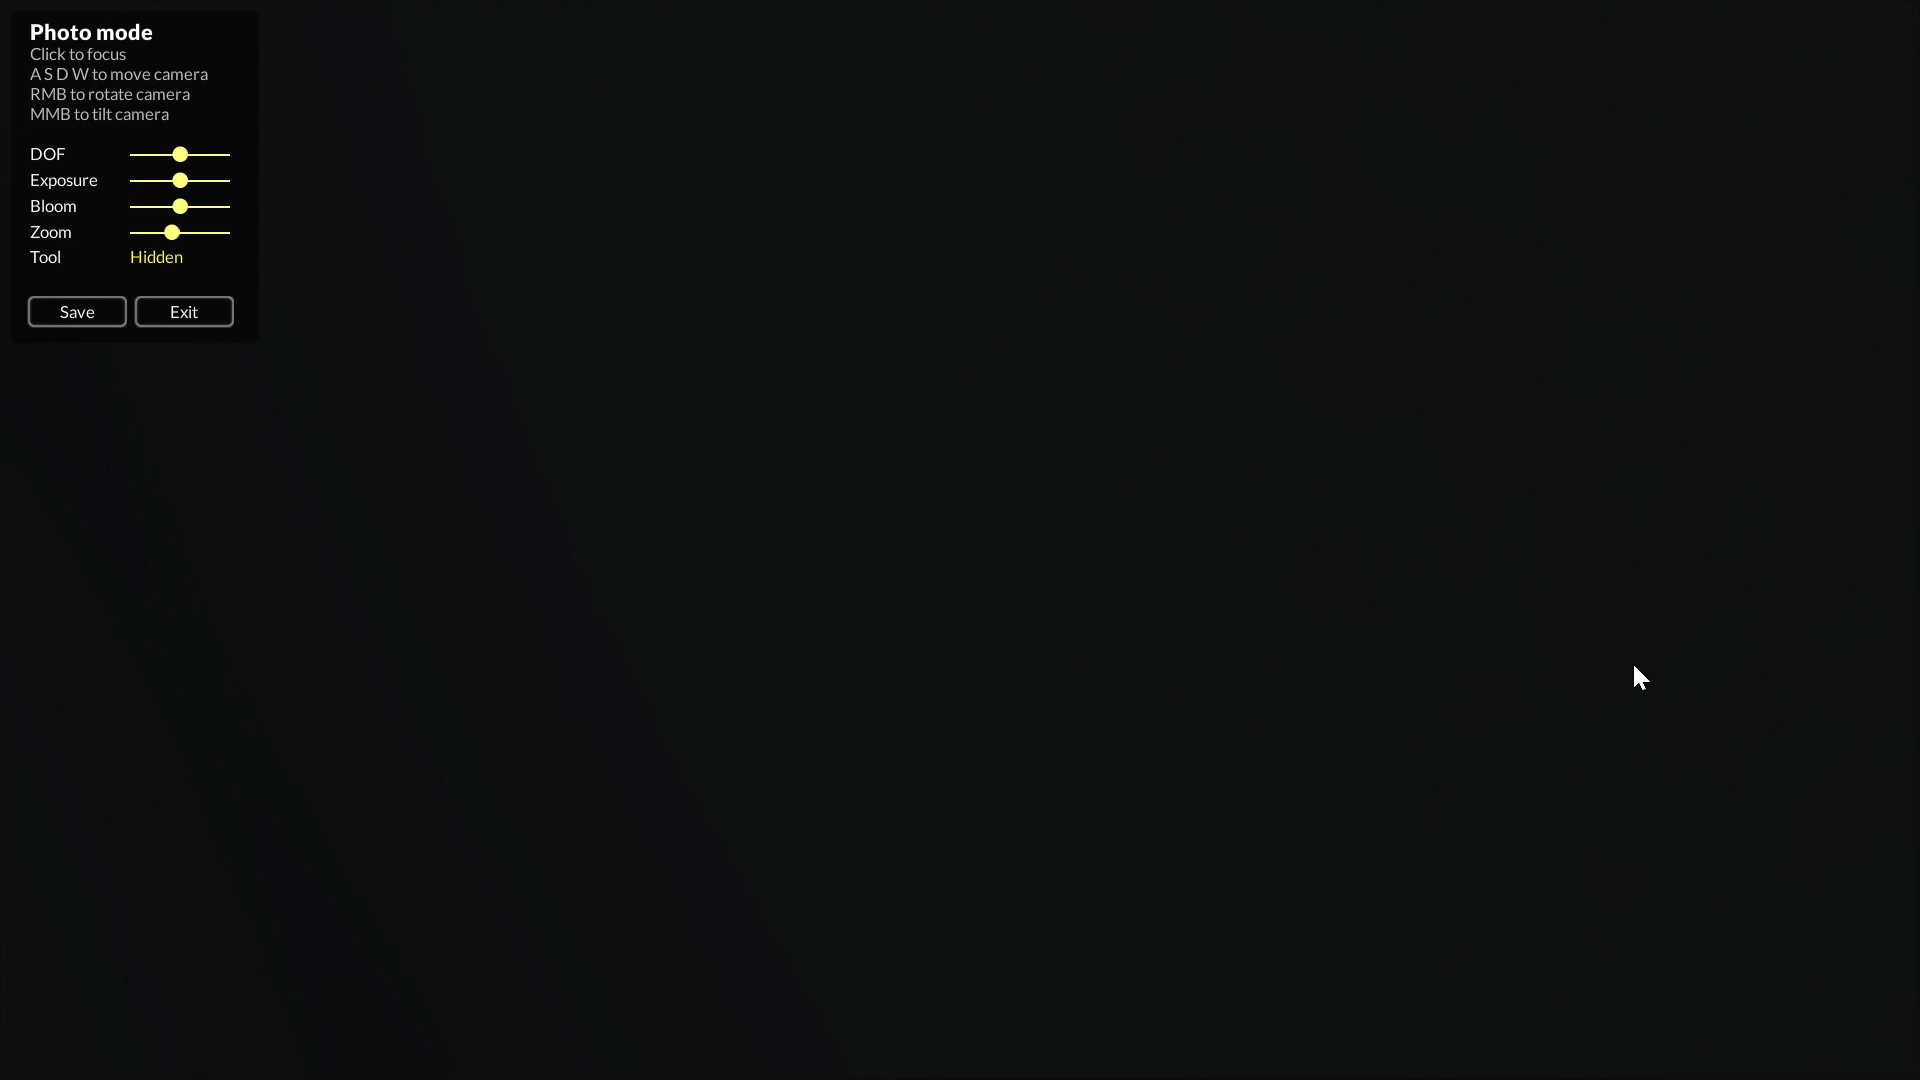 Photo mode
Click to focus
A S D W to move camera
RMB to rotate camera
MMB to tilt camera
DOF
Exposure
Bloom
Zoom
Tool Hidden
Save Exit